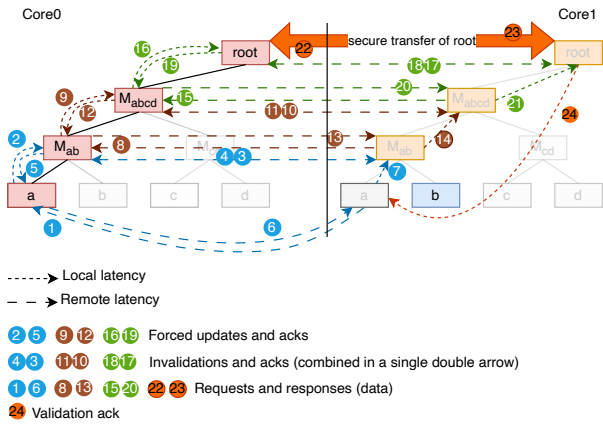 Core0 Core1
16 23
root secure transfer of root root
22
19 18 17
9 M_abcd 15 20 M_abcd 24
12 11 10 21
2 M_ab 8 13 14 M_cd
M_ab
5 4 3 7
a b c d a b c d
1 6
Local latency
Remote latency
2 5 9 12 16 19 Forced updates and acks
4 3 11 10 18 17 Invalidations and acks (combined in a single double arrow)
1 6 8 13 15 20 22 23 Requests and responses (data)
24 Validation ack